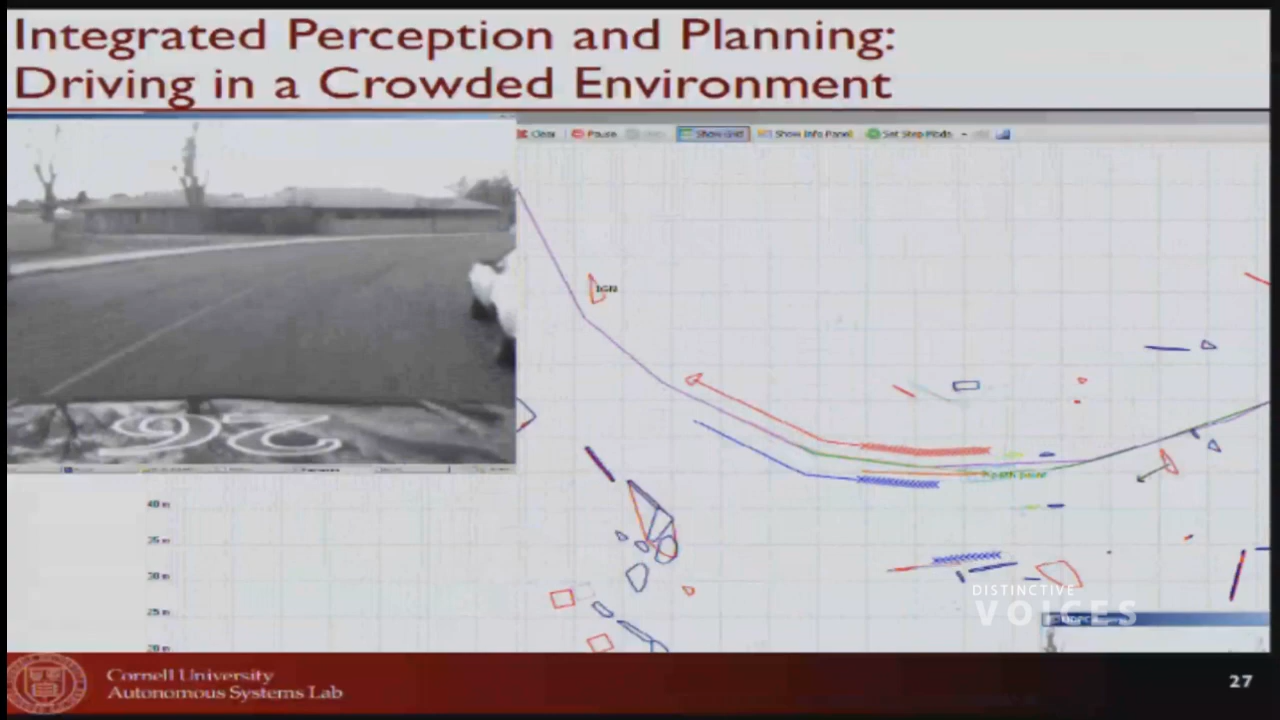 Integrated Perception and Planning:
Driving in a Crowded Environment
Clear
Pause
Show Grid
Show Info Panel
Set Step Mode
26
40 m
35 m
30 m
25 m
20 m
DISTINCTIVE
VOICES
Cornell University
Autonomous Systems Lab
27